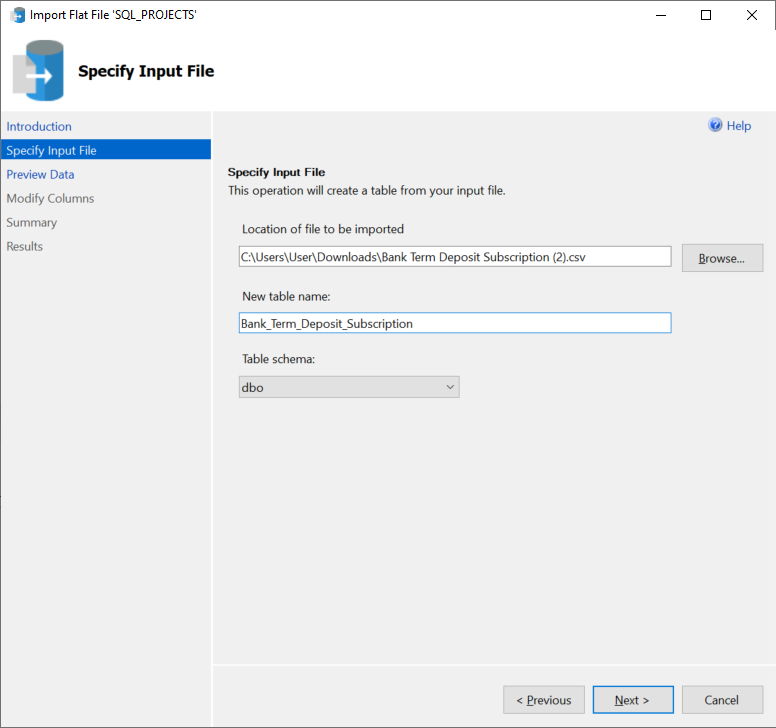 Import Flat File 'SQL_PROJECTS'
Specify Input File
Introduction
Specify Input File
Preview Data
Modify Columns
Summary
Results
Help
Specify Input File
This operation will create a table from your input file.
Location of file to be imported
C:\Users\User\Downloads\Bank Term Deposit Subscription (2).csv
Browse...
New table name:
Bank_Term_Deposit_Subscription
Table schema:
dbo
< Previous
Next >
Cancel